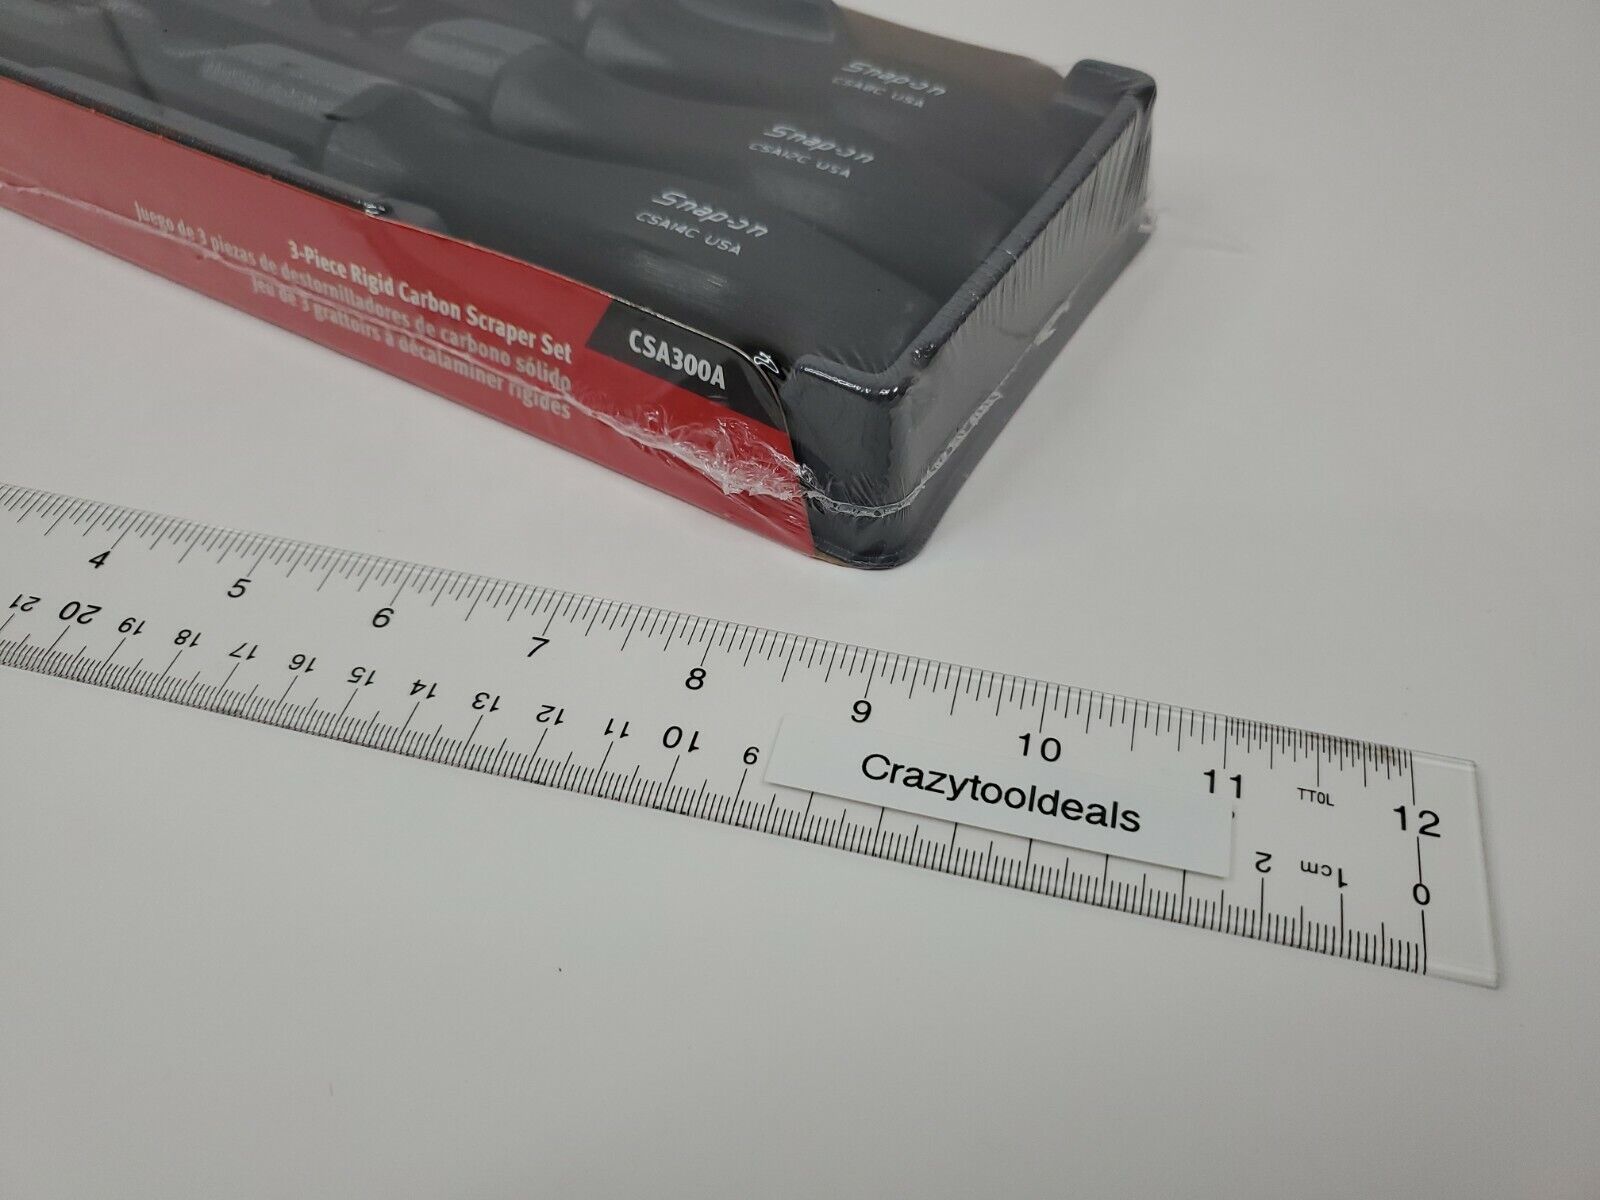 Snap-on
CSA8C USA
Snap-on
CSA12C USA
Snap-on
CSA14C USA
3-Piece Rigid Carbon Scraper Set
Juego de 3 piezas de destornilladores de carbono sólido
Jeu de 3 grattoirs à décalaminer rigides
CSA300A
4 5 6 7 8 9 10 11 12
TTOL
21 20 19 18 17 16 15 14 13 12 11 10 9 2 1cm 0
Crazytooldeals